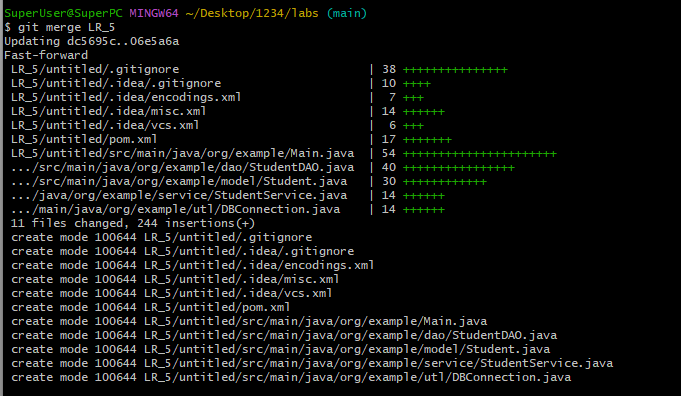 SuperUser@SuperPC MINGW64 ~/Desktop/1234/labs (main)
$ git merge LR_5
Updating dc5695c..06e5a6a
Fast-forward
 LR_5/untitled/.gitignore                           | 38 +++++++++++++++
 LR_5/untitled/.idea/.gitignore                     | 10 ++++
 LR_5/untitled/.idea/encodings.xml                  |  7 +++
 LR_5/untitled/.idea/misc.xml                       | 14 ++++++
 LR_5/untitled/.idea/vcs.xml                        |  6 +++
 LR_5/untitled/pom.xml                              | 17 +++++++
 LR_5/untitled/src/main/java/org/example/Main.java  | 54 ++++++++++++++++++++++
 .../src/main/java/org/example/dao/StudentDAO.java  | 40 ++++++++++++++++
 .../src/main/java/org/example/model/Student.java   | 30 ++++++++++++
 .../java/org/example/service/StudentService.java   | 14 ++++++
 .../main/java/org/example/utl/DBConnection.java    | 14 ++++++
 11 files changed, 244 insertions(+)
 create mode 100644 LR_5/untitled/.gitignore
 create mode 100644 LR_5/untitled/.idea/.gitignore
 create mode 100644 LR_5/untitled/.idea/encodings.xml
 create mode 100644 LR_5/untitled/.idea/misc.xml
 create mode 100644 LR_5/untitled/.idea/vcs.xml
 create mode 100644 LR_5/untitled/pom.xml
 create mode 100644 LR_5/untitled/src/main/java/org/example/Main.java
 create mode 100644 LR_5/untitled/src/main/java/org/example/dao/StudentDAO.java
 create mode 100644 LR_5/untitled/src/main/java/org/example/model/Student.java
 create mode 100644 LR_5/untitled/src/main/java/org/example/service/StudentService.java
 create mode 100644 LR_5/untitled/src/main/java/org/example/utl/DBConnection.java